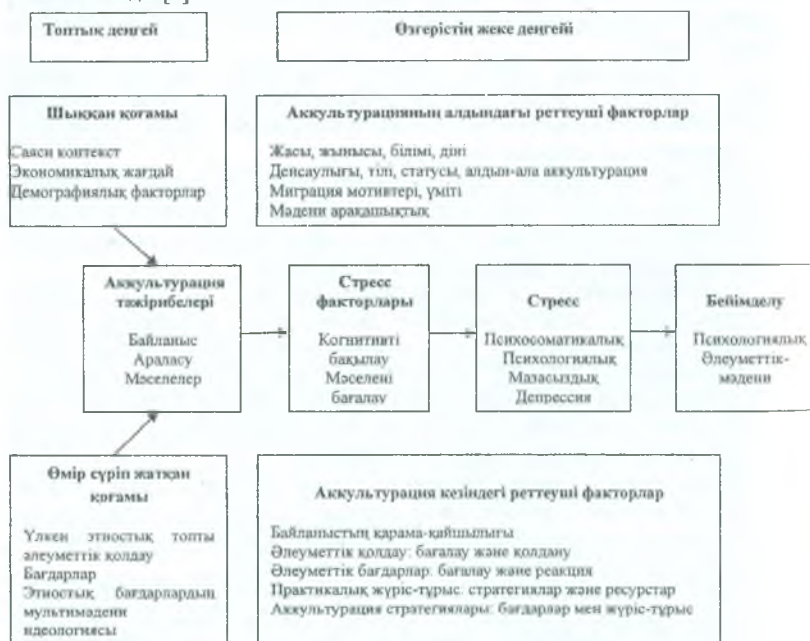 Топтық деңгей
Өзгерістің жеке деңгейі
Шыққан қоғамы
Саяси контекст
Экономикалық жағдай
Демографиялық факторлар
Аккультурацияның алдындағы реттеуші факторлар
Жасы, жынысы, білімі, діні
Денсаулығы, тілі, статусы, алдын-ала аккультурация
Миграция мотивтері, үміті
Мәдени арақашықтық
Аккультурация
тәжірибелері
Байланыс
Араласу
Мәселелер
Стресс
факторлары
Когнитивті
бақылау
Мәселені
бағалау
Стресс
Психосоматикалық
Психологиялық
Мазасыздық
Депрессия
Бейімделу
Психологиялық
Әлеуметтік-
мәдени
Өмір сүріп жатқан
қоғамы
Үлкен этностық топты
әлеуметтік қолдау
Бағдарлар
Этностық бағдарлардың
мультимәдени
идеологиясы
Аккультурация кезіндегі реттеуші факторлар
Байланыстың қарама-қайшылығы
Әлеуметтік қолдау: бағалау және қолдану
Әлеуметтік бағдарлар: бағалау және реакция
Практикалық жүріс-тұрыс: стратегиялар және ресурстар
Аккультурация стратегиялары: бағдарлар мен жүріс-тұрыс